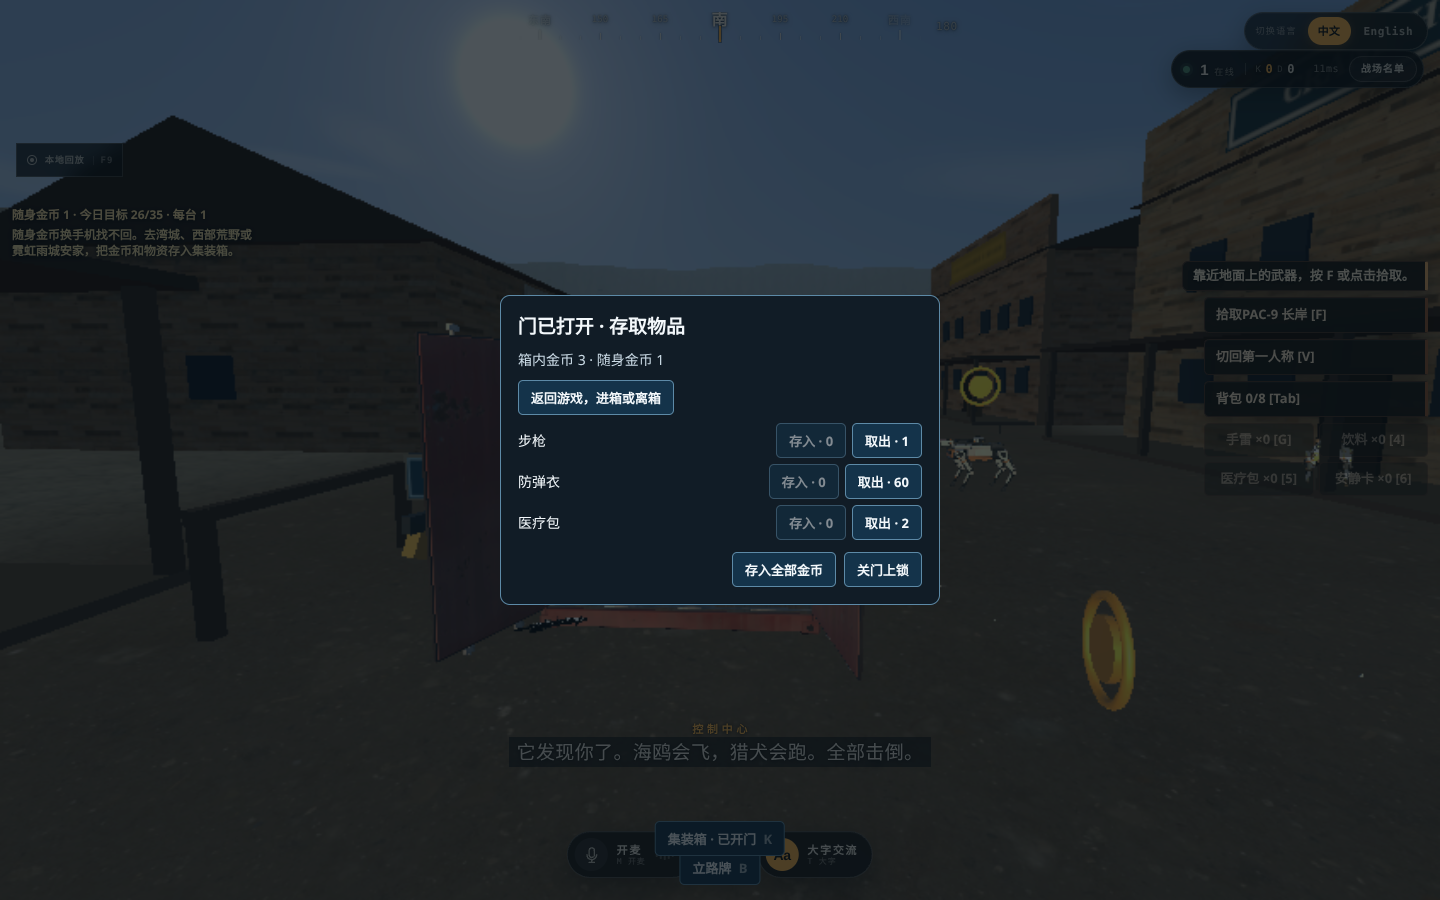 南
切换语言 中文 English
1 在线 K 0 D 0 11ms 战场名单
本地回放 F9
随身金币 1 · 今日目标 26/35 · 每台 1
随身金币换手机找不回。去湾城、西部荒野或
霓虹雨城安家，把金币和物资存入集装箱。
靠近地面上的武器，按 F 或点击拾取。
拾取PAC-9 长岸 [F]
切回第一人称 [V]
背包 0/8 [Tab]
手雷 ×0 [G] 饮料 ×0 [4]
医疗包 ×0 [5] 安静卡 ×0 [6]
门已打开 · 存取物品
箱内金币 3 · 随身金币 1
返回游戏，进箱或离箱
步枪 存入 · 0 取出 · 1
防弹衣 存入 · 0 取出 · 60
医疗包 存入 · 0 取出 · 2
存入全部金币 关门上锁
控制中心
它发现你了。海鸥会飞，猎犬会跑。全部击倒。
集装箱 · 已开门 K
开麦 Aa 大字交流
立路牌 B